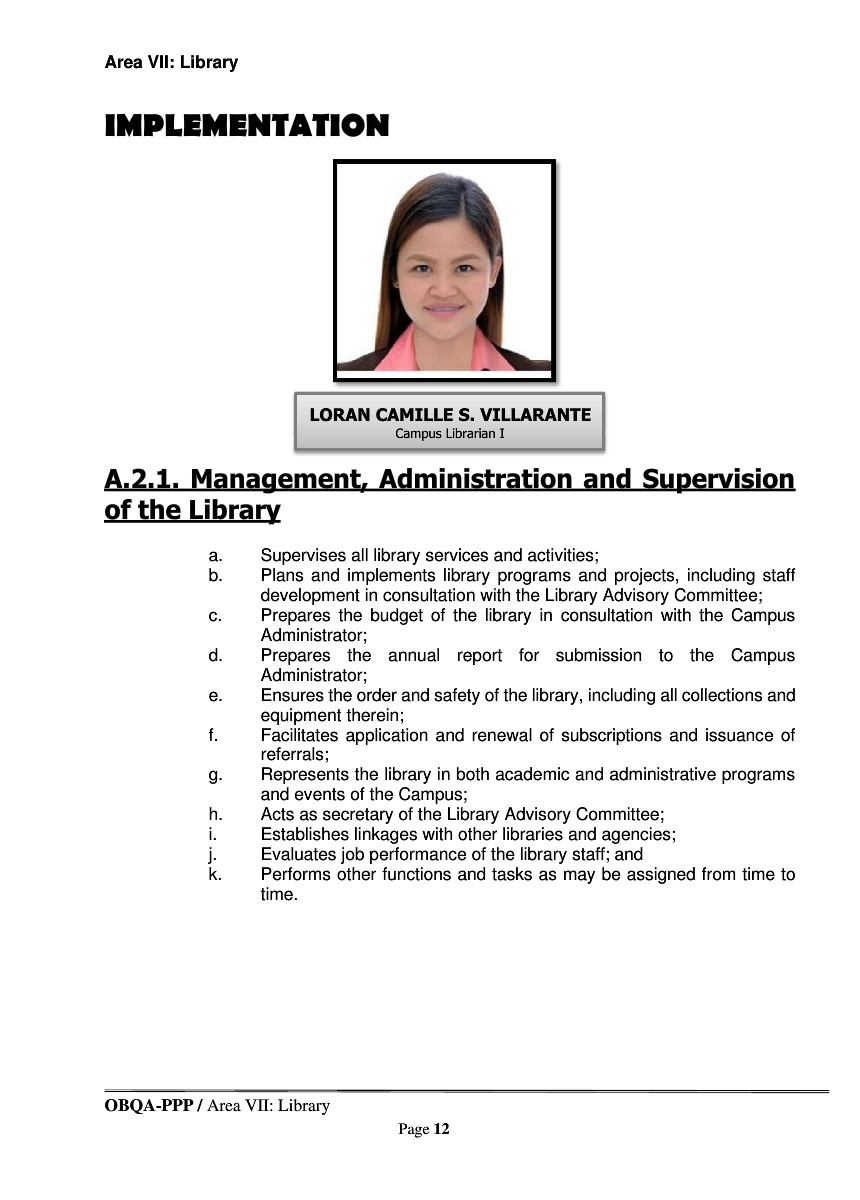 Area VII: Library
IMPLEMENTATION
LORAN CAMILLE S. VILLARANTE
Campus Librarian I
A.2.1. Management, Administration and Supervision
of the Library
a. Supervises all library services and activities;
b. Plans and implements library programs and projects, including staff
development in consultation with the Library Advisory Committee;
c. Prepares the budget of the library in consultation with the Campus
Administrator;
d. Prepares the annual report for submission to the Campus
Administrator;
e. Ensures the order and safety of the library, including all collections and
equipment therein;
f. Facilitates application and renewal of subscriptions and issuance of
referrals;
g. Represents the library in both academic and administrative programs
and events of the Campus;
h. Acts as secretary of the Library Advisory Committee;
i. Establishes linkages with other libraries and agencies;
j. Evaluates job performance of the library staff; and
k. Performs other functions and tasks as may be assigned from time to
time.
OBQA-PPP / Area VII: Library
Page 12